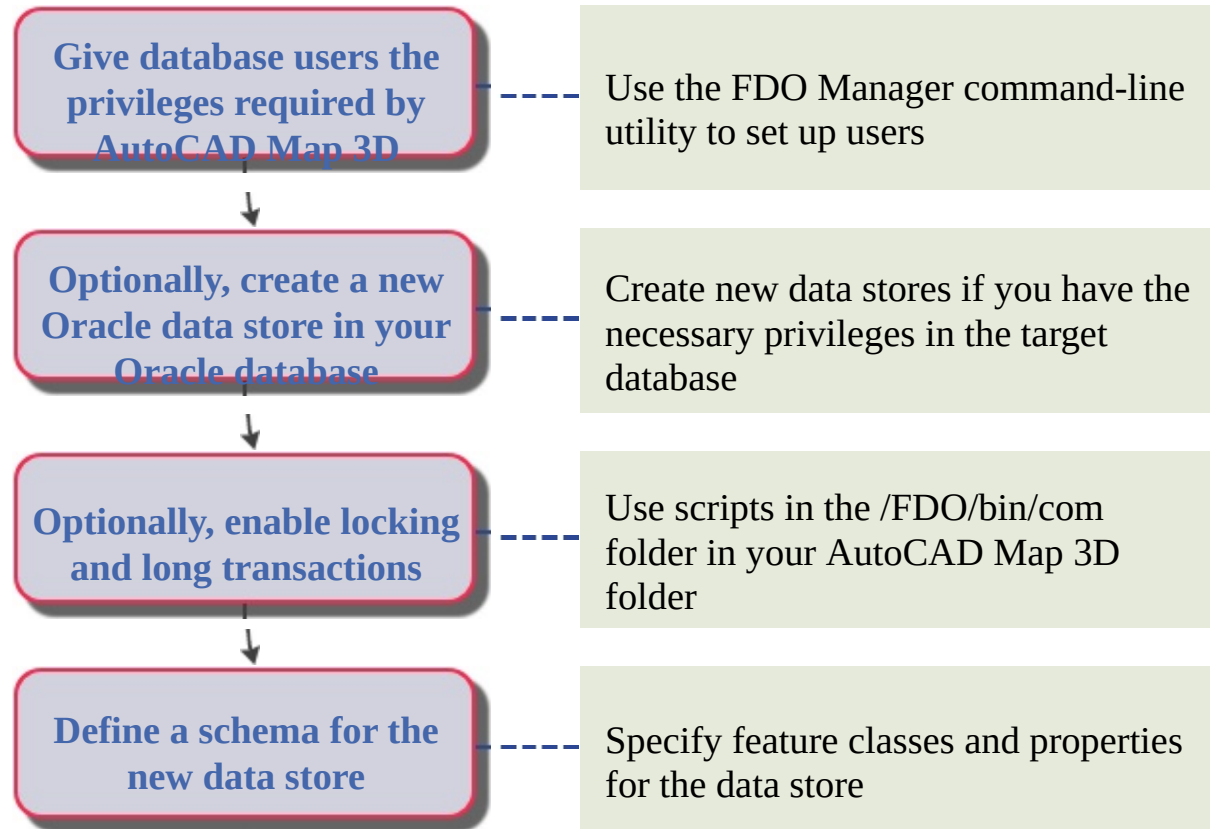 Give database users the
privileges required by
AutoCAD Map 3D
Use the FDO Manager command-line
utility to set up users
Optionally, create a new
Oracle data store in your
Oracle database
Create new data stores if you have the
necessary privileges in the target
database
Optionally, enable locking
and long transactions
Use scripts in the /FDO/bin/com
folder in your AutoCAD Map 3D
folder
Define a schema for the
new data store
Specify feature classes and properties
for the data store